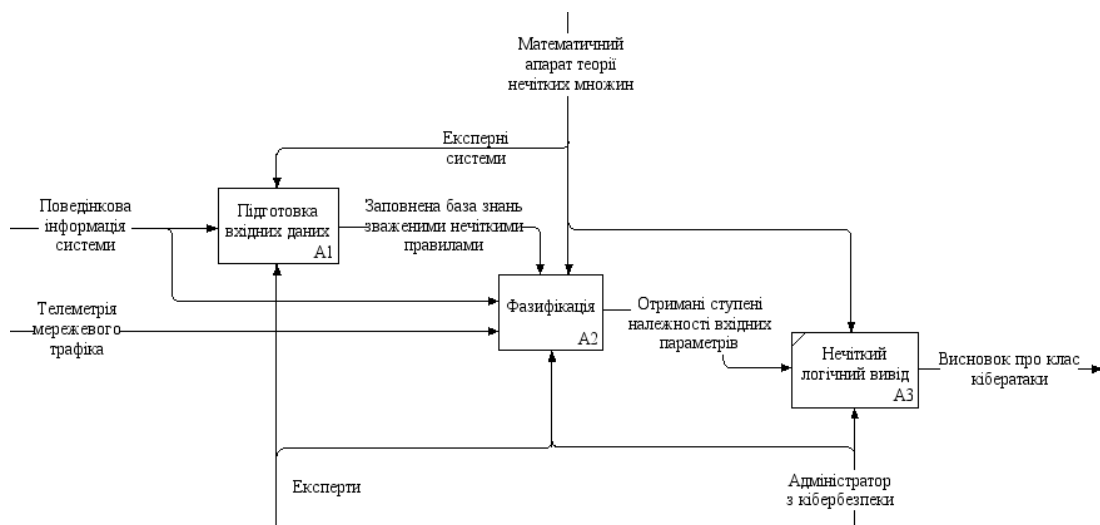 Математичний
апарат теорії
нечітких множин
Експерні
системи
Поведінкова
інформація
системи
Підготовка
вхідних даних
A1
Заповнена база знань
зваженими нечіткими
правилами
Телеметрія
мережевого
трафіка
Фазифікація
A2
Отримані ступені
належності вхідних
параметрів
Нечіткий
логічний вивід
A3
Висновок про клас
кібератаки
Експерти
Адміністратор
з кібербезпеки